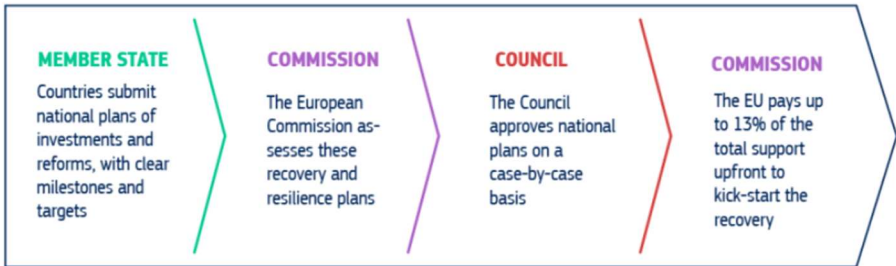 MEMBER STATE
Countries submit
national plans of
investments and
reforms, with clear
milestones and
targets
COMMISSION
The European
Commission as-
sesses these
recovery and
resilience plans
COUNCIL
The Council
approves national
plans on a
case-by-case
basis
COMMISSION
The EU pays up
to 13% of the
total support
upfront to
kick-start the
recovery